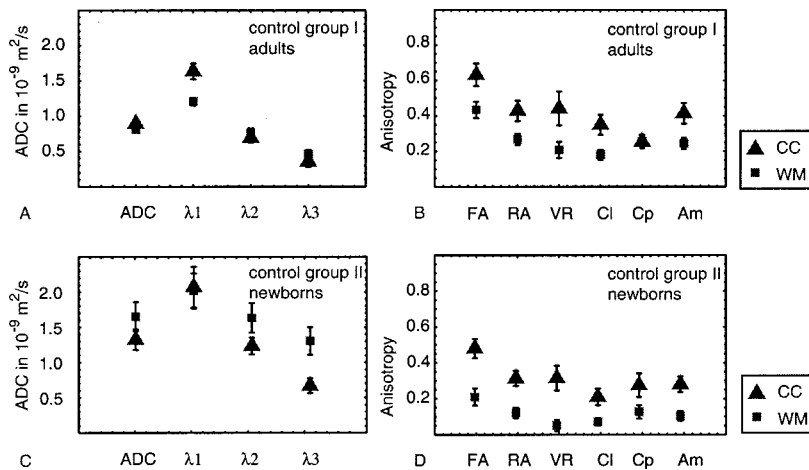 control group I
adults
ADC in 10⁻⁹ m²/s
2.0
1.5
1.0
0.5
A
ADC λ1 λ2 λ3
control group I
adults
Anisotropy
0.8
0.6
0.4
0.2
B
FA RA VR Cl Cp Am
CC
WM
control group II
newborns
ADC in 10⁻⁹ m²/s
2.0
1.5
1.0
0.5
C
ADC λ1 λ2 λ3
control group II
newborns
Anisotropy
0.8
0.6
0.4
0.2
D
FA RA VR Cl Cp Am
CC
WM